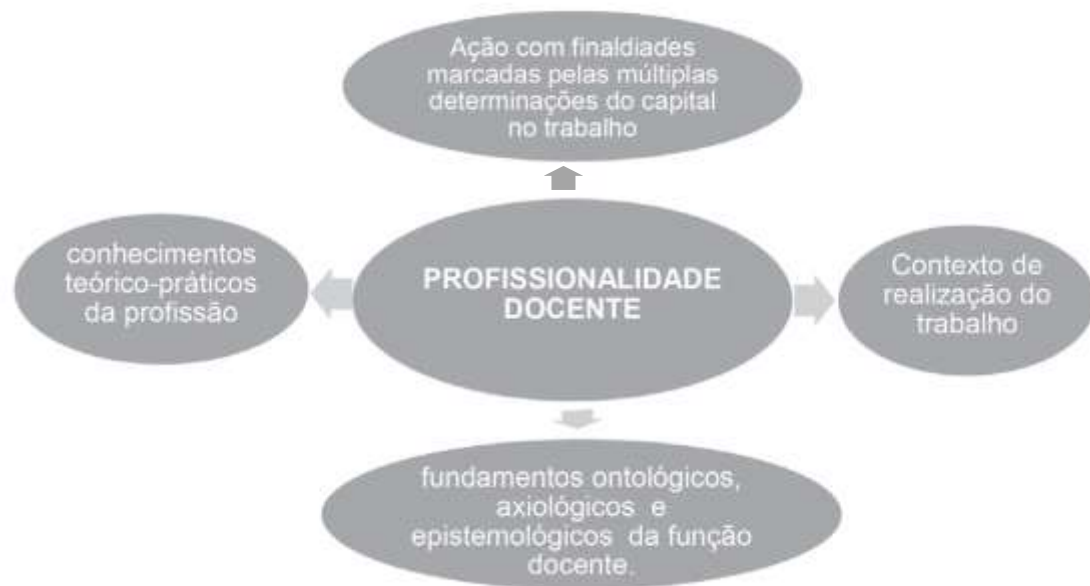 Ação com finaldiades
marcadas pelas múltiplas
determinações do capital
no trabalho
conhecimentos
teórico-práticos
da profissão
PROFISSIONALIDADE
DOCENTE
Contexto de
realização do
trabalho
fundamentos ontológicos,
axiológicos e
epistemológicos da função
docente.